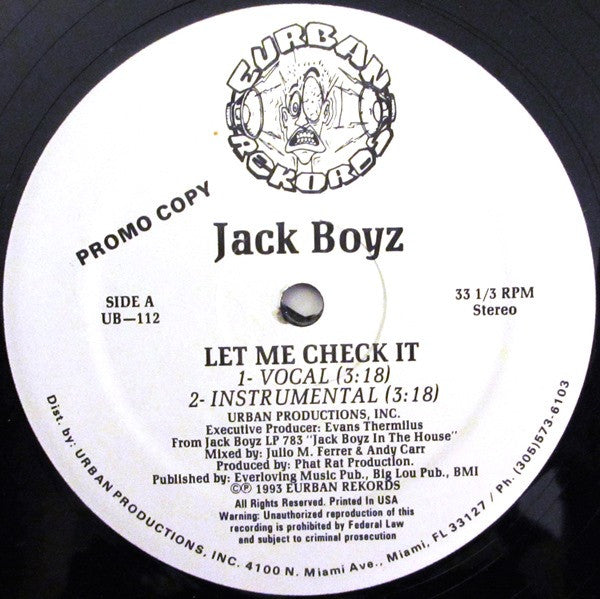 EURBAN
REKORDS
PROMO COPY
Jack Boyz
SIDE A
UB—112
33 1/3 RPM
Stereo
LET ME CHECK IT
1- VOCAL (3:18)
2- INSTRUMENTAL (3:18)
URBAN PRODUCTIONS, INC.
Executive Producer: Evans Thermilus
From Jack Boyz LP 783 "Jack Boyz In The House"
Mixed by: Julio M. Ferrer & Andy Carr
Produced by: Phat Rat Production.
Published by: Everloving Music Pub., Big Lou Pub., BMI
©℗ 1993 EURBAN RECORDS
All Rights Reserved. Printed In USA
Warning: Unauthorized reproduction of this
recording is prohibited by Federal Law
and subject to criminal prosecution
Dist. by: URBAN PRODUCTIONS, INC. 4100 N. Miami Ave., Miami, FL 33127 / Ph. (305)573-6103